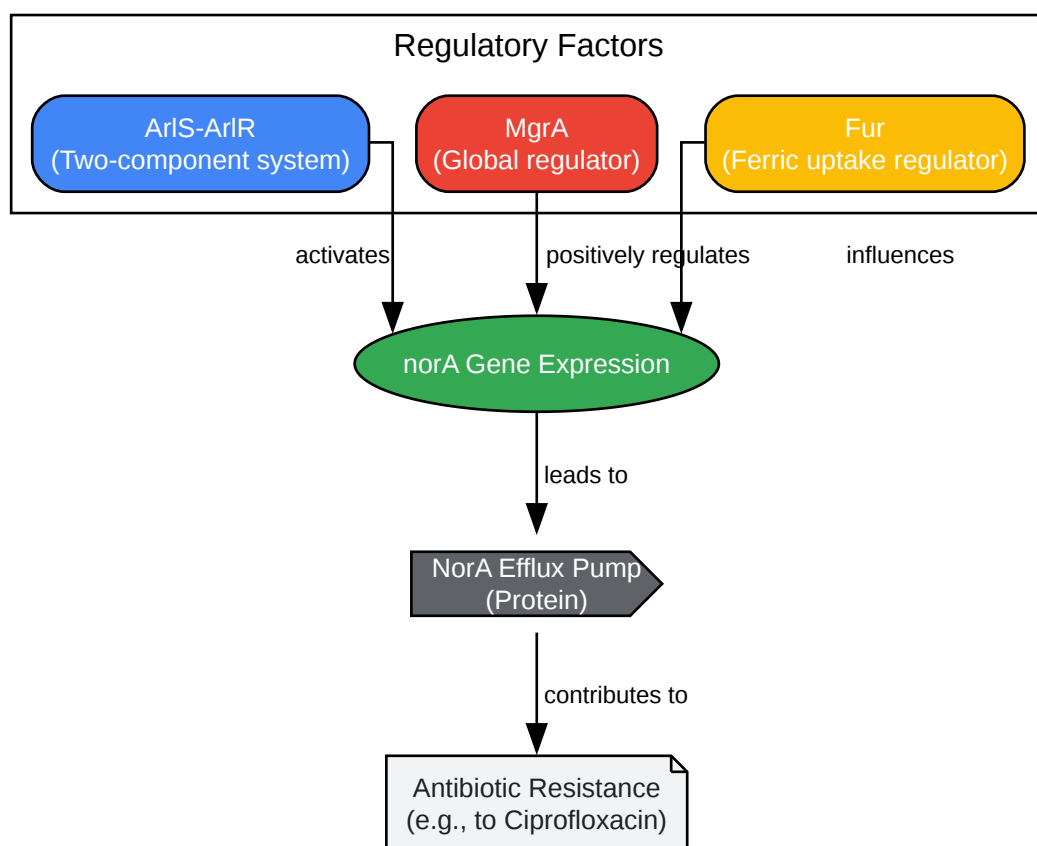 Regulatory Factors
ArlS-ArlR
(Two-component system)
MgrA
(Global regulator)
Fur
(Ferric uptake regulator)
activates
positively regulates
influences
norA Gene Expression
leads to
NorA Efflux Pump
(Protein)
contributes to
Antibiotic Resistance
(e.g., to Ciprofloxacin)